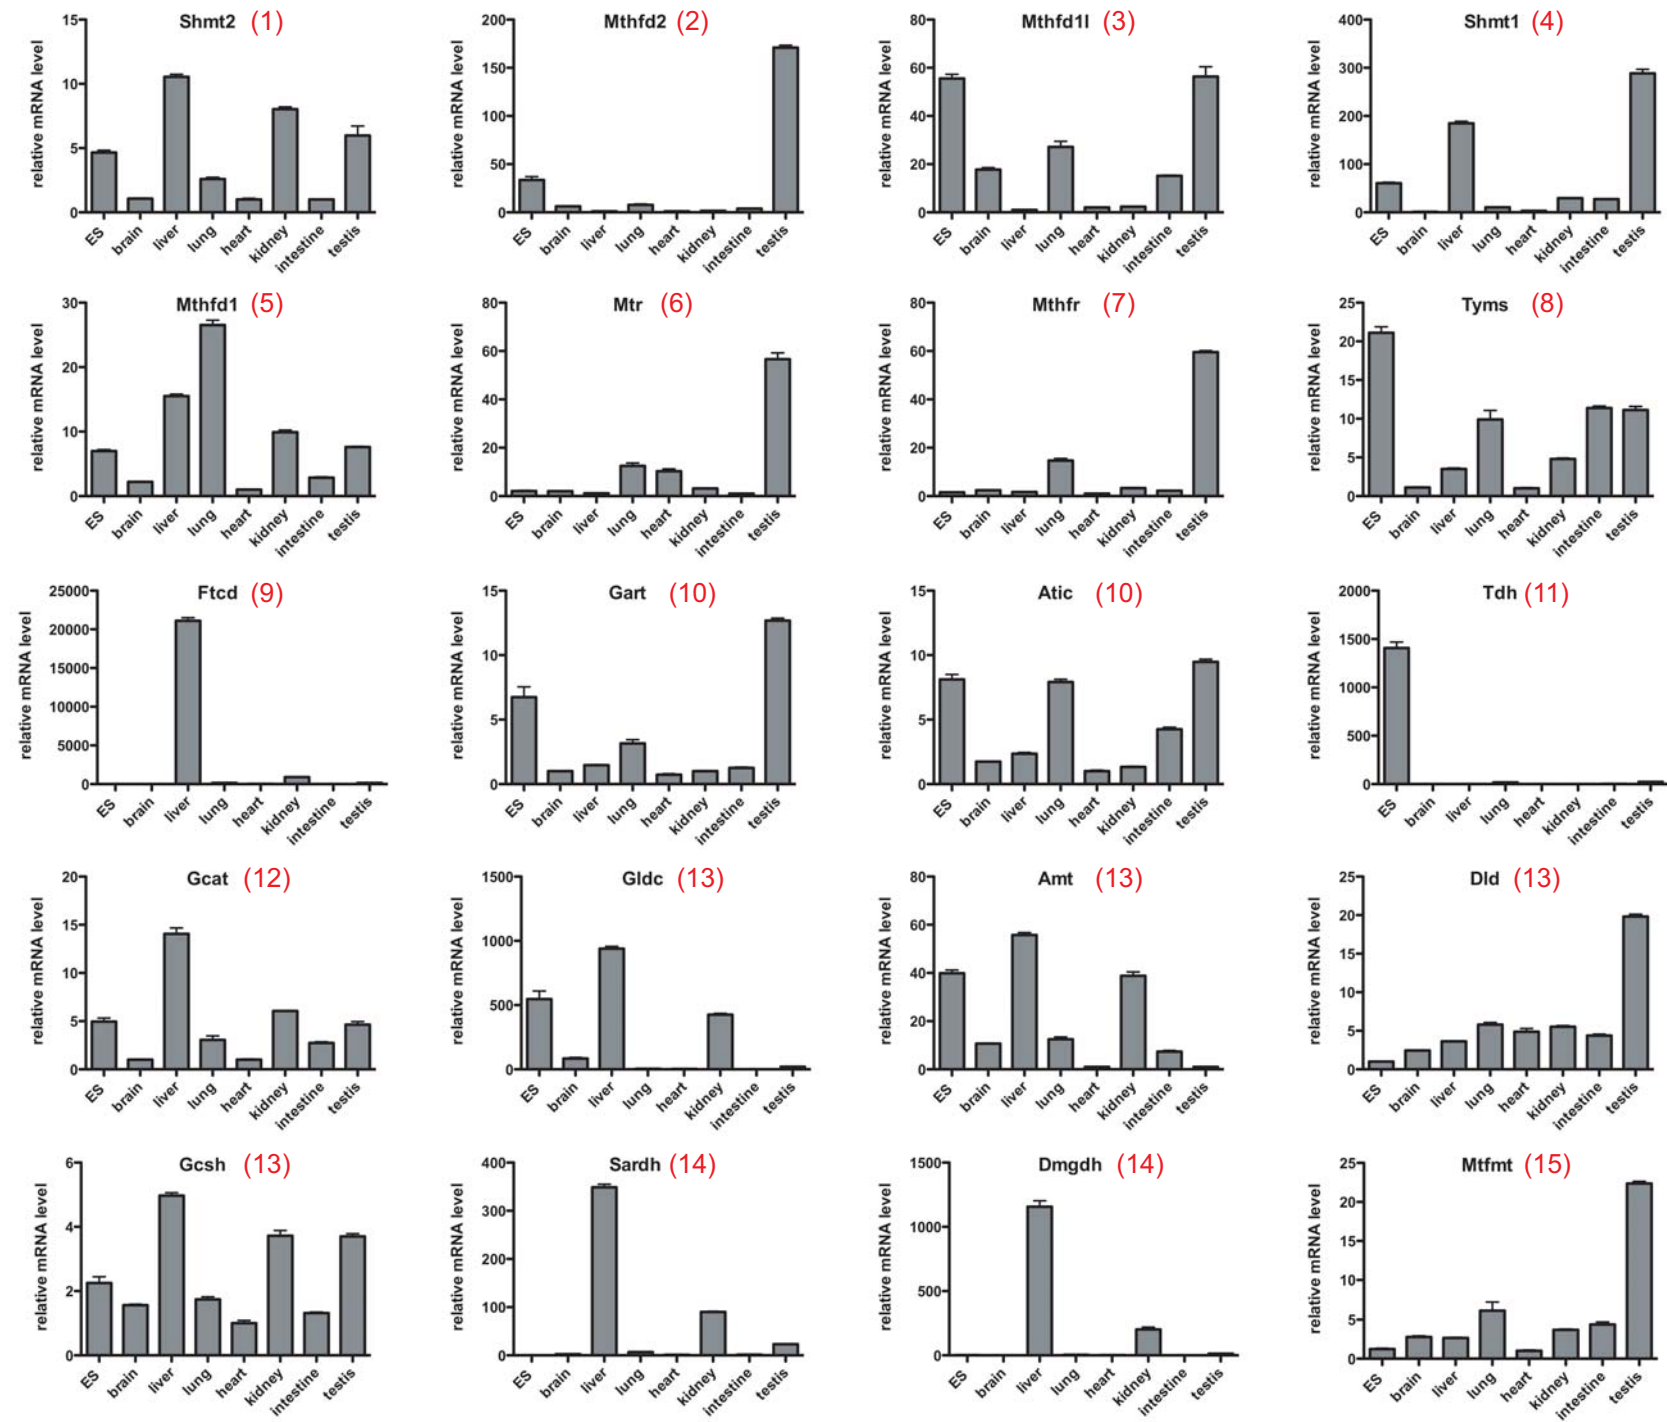 Shmt2 (1)
relative mRNA level
15
10
5
0
ES brain liver lung heart kidney intestine testis
Mthfd2 (2)
relative mRNA level
200
150
100
50
0
ES brain liver lung heart kidney intestine testis
Mthfd1l (3)
relative mRNA level
80
60
40
20
0
ES brain liver lung heart kidney intestine testis
Shmt1 (4)
relative mRNA level
400
300
200
100
0
ES brain liver lung heart kidney intestine testis
Mthfd1 (5)
relative mRNA level
30
20
10
0
ES brain liver lung heart kidney intestine testis
Mtr (6)
relative mRNA level
80
60
40
20
0
ES brain liver lung heart kidney intestine testis
Mthfr (7)
relative mRNA level
80
60
40
20
0
ES brain liver lung heart kidney intestine testis
Tyms (8)
relative mRNA level
25
20
15
10
5
0
ES brain liver lung heart kidney intestine testis
Ftcd (9)
relative mRNA level
25000
20000
15000
10000
5000
0
ES brain liver lung heart kidney intestine testis
Gart (10)
relative mRNA level
15
10
5
0
ES brain liver lung heart kidney intestine testis
Atic (10)
relative mRNA level
15
10
5
0
ES brain liver lung heart kidney intestine testis
Tdh (11)
relative mRNA level
2000
1500
1000
500
0
ES brain liver lung heart kidney intestine testis
Gcat (12)
relative mRNA level
20
15
10
5
0
ES brain liver lung heart kidney intestine testis
Gldc (13)
relative mRNA level
1500
1000
500
0
ES brain liver lung heart kidney intestine testis
Amt (13)
relative mRNA level
80
60
40
20
0
ES brain liver lung heart kidney intestine testis
Dld (13)
relative mRNA level
25
20
15
10
5
0
ES brain liver lung heart kidney intestine testis
Gcsh (13)
relative mRNA level
6
4
2
0
ES brain liver lung heart kidney intestine testis
Sardh (14)
relative mRNA level
400
300
200
100
0
ES brain liver lung heart kidney intestine testis
Dmgdh (14)
relative mRNA level
1500
1000
500
0
ES brain liver lung heart kidney intestine testis
Mtfmt (15)
relative mRNA level
25
20
15
10
5
0
ES brain liver lung heart kidney intestine testis